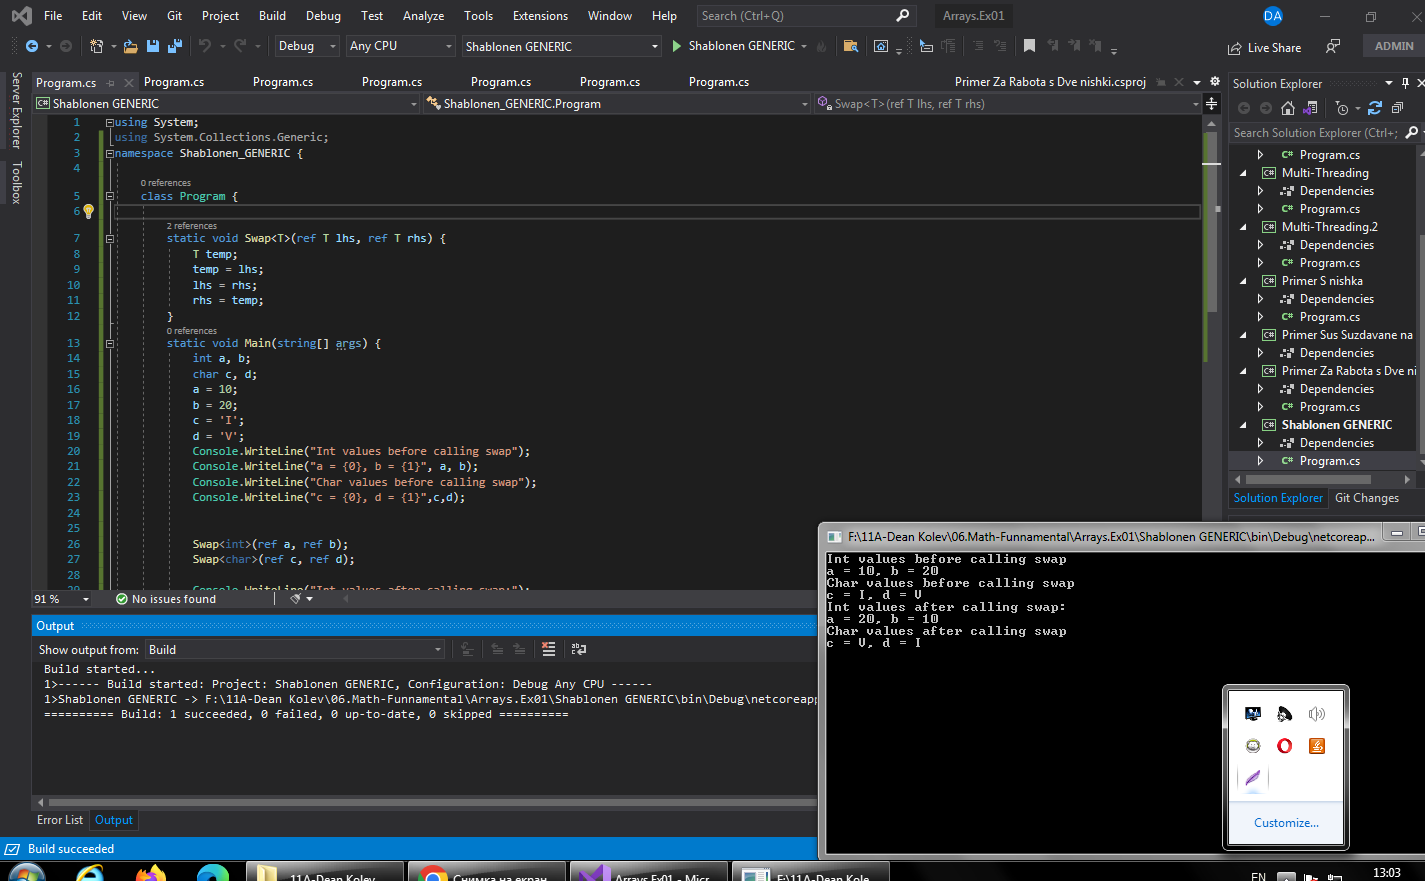 File Edit View Git Project Build Debug Test Analyze Tools Extensions Window Help Search (Ctrl+Q) Arrays.Ex01 DA
Debug Any CPU Shablonen GENERIC Shablonen GENERIC Live Share ADMIN
Server Explorer
Toolbox
Program.cs Program.cs Program.cs Program.cs Program.cs Program.cs Program.cs Primer Za Rabota s Dve nishki.csproj
Shablonen GENERIC Shablonen_GENERIC.Program Swap<T>(ref T lhs, ref T rhs)
1 using System;
2 using System.Collections.Generic;
3 namespace Shablonen_GENERIC {
4
0 references
5 class Program {
6
2 references
7 static void Swap<T>(ref T lhs, ref T rhs) {
8 T temp;
9 temp = lhs;
10 lhs = rhs;
11 rhs = temp;
12 }
0 references
13 static void Main(string[] args) {
14 int a, b;
15 char c, d;
16 a = 10;
17 b = 20;
18 c = 'I';
19 d = 'V';
20 Console.WriteLine("Int values before calling swap");
21 Console.WriteLine("a = {0}, b = {1}", a, b);
22 Console.WriteLine("Char values before calling swap");
23 Console.WriteLine("c = {0}, d = {1}",c,d);
24
25
26 Swap<int>(ref a, ref b);
27 Swap<char>(ref c, ref d);
28
29 Console.WriteLine("Int values after calling swap:");
91 % No issues found
Output
Show output from: Build
Build started...
1>------ Build started: Project: Shablonen GENERIC, Configuration: Debug Any CPU ------
1>Shablonen GENERIC -> F:\11A-Dean Kolev\06.Math-Funnamental\Arrays.Ex01\Shablonen GENERIC\bin\Debug\netcoreapp
========== Build: 1 succeeded, 0 failed, 0 up-to-date, 0 skipped ==========
Error List Output
Build succeeded
Solution Explorer
Search Solution Explorer (Ctrl+;
C# Program.cs
C# Multi-Threading
Dependencies
C# Program.cs
C# Multi-Threading.2
Dependencies
C# Program.cs
C# Primer S nishka
Dependencies
C# Program.cs
C# Primer Sus Suzdavane na
Dependencies
C# Primer Za Rabota s Dve ni
Dependencies
C# Program.cs
C# Shablonen GENERIC
Dependencies
C# Program.cs
Solution Explorer Git Changes
F:\11A-Dean Kolev\06.Math-Funnamental\Arrays.Ex01\Shablonen GENERIC\bin\Debug\netcoreap...
Int values before calling swap
a = 10, b = 20
Char values before calling swap
c = I, d = V
Int values after calling swap:
a = 20, b = 10
Char values after calling swap
c = V, d = I
Customize...
11A-Dean Kolev Снимка на екран Arrays.Ex01 - Micr... F:\11A-Dean Kole... EN 13:03